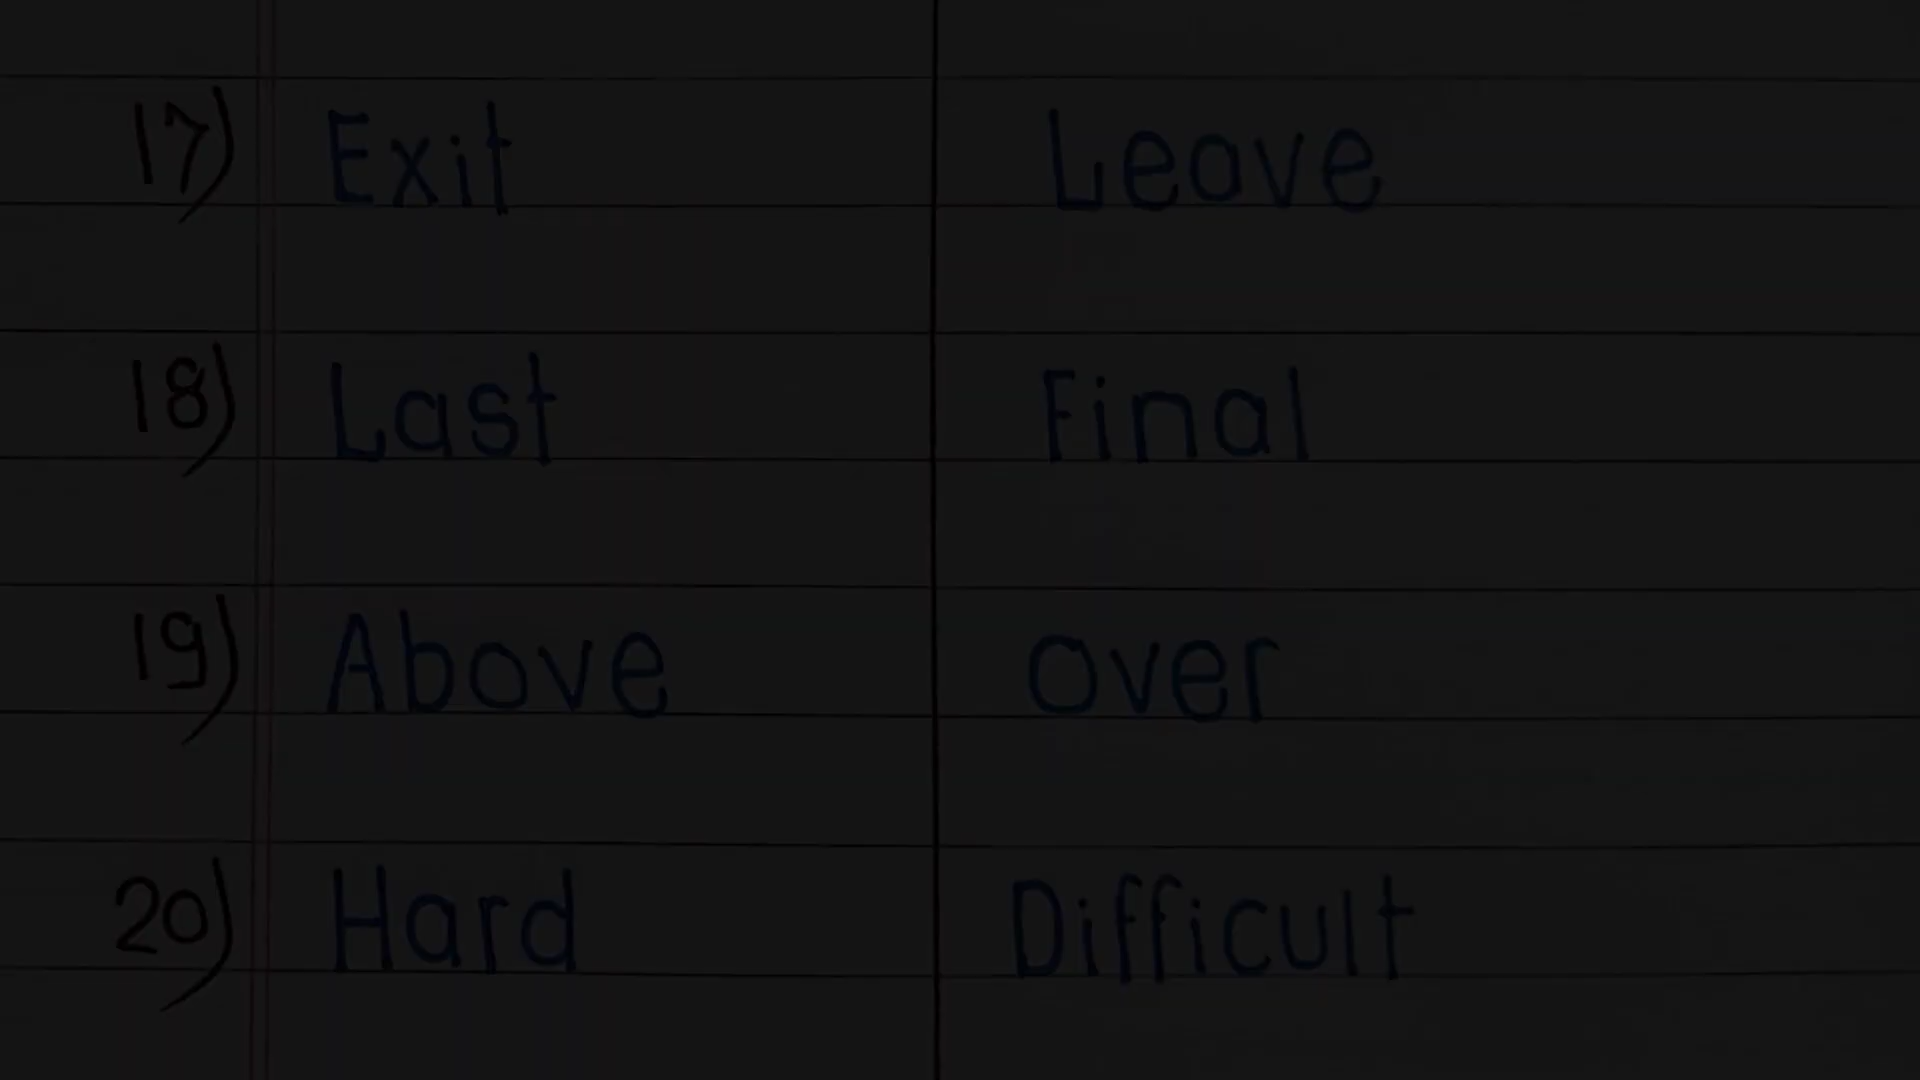 17) Exit Leave
18) Last Final
19) Above over
20) Hard Difficult